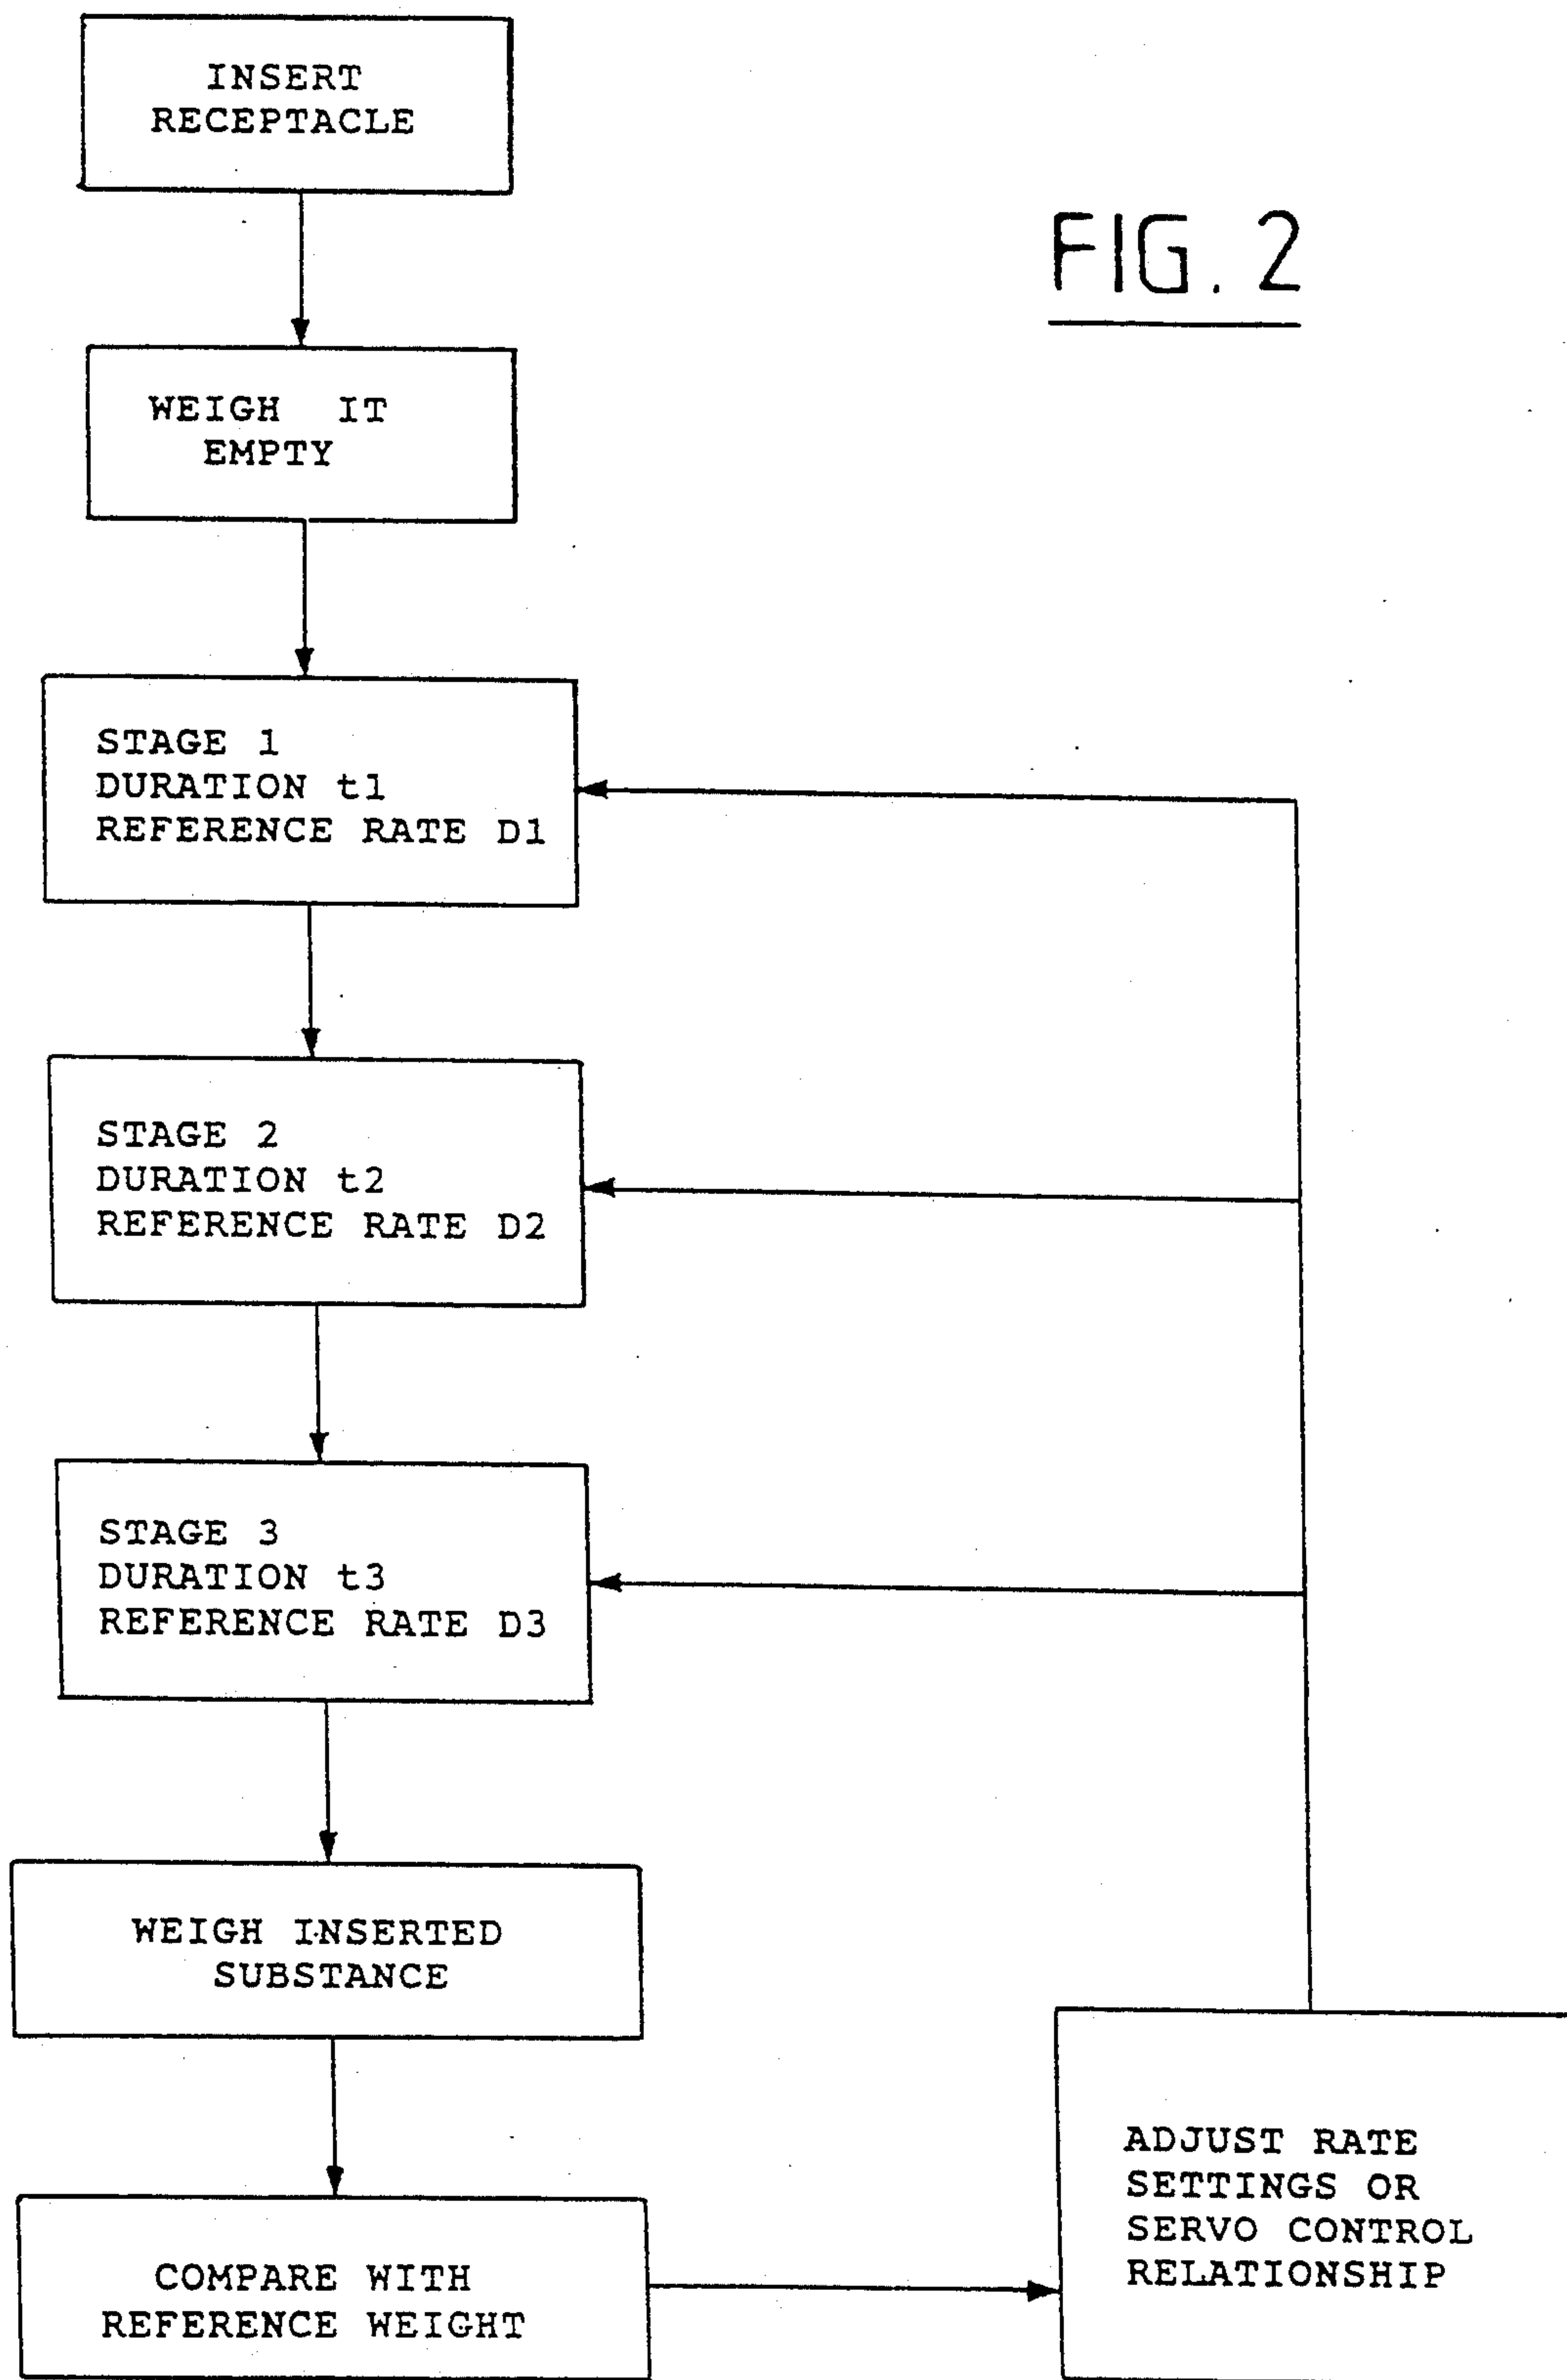 INSERT
RECEPTACLE
FIG. 2
WEIGH IT
EMPTY
STAGE 1
DURATION t1
REFERENCE RATE D1
STAGE 2
DURATION t2
REFERENCE RATE D2
STAGE 3
DURATION t3
REFERENCE RATE D3
WEIGH INSERTED
SUBSTANCE
COMPARE WITH
REFERENCE WEIGHT
ADJUST RATE
SETTINGS OR
SERVO CONTROL
RELATIONSHIP